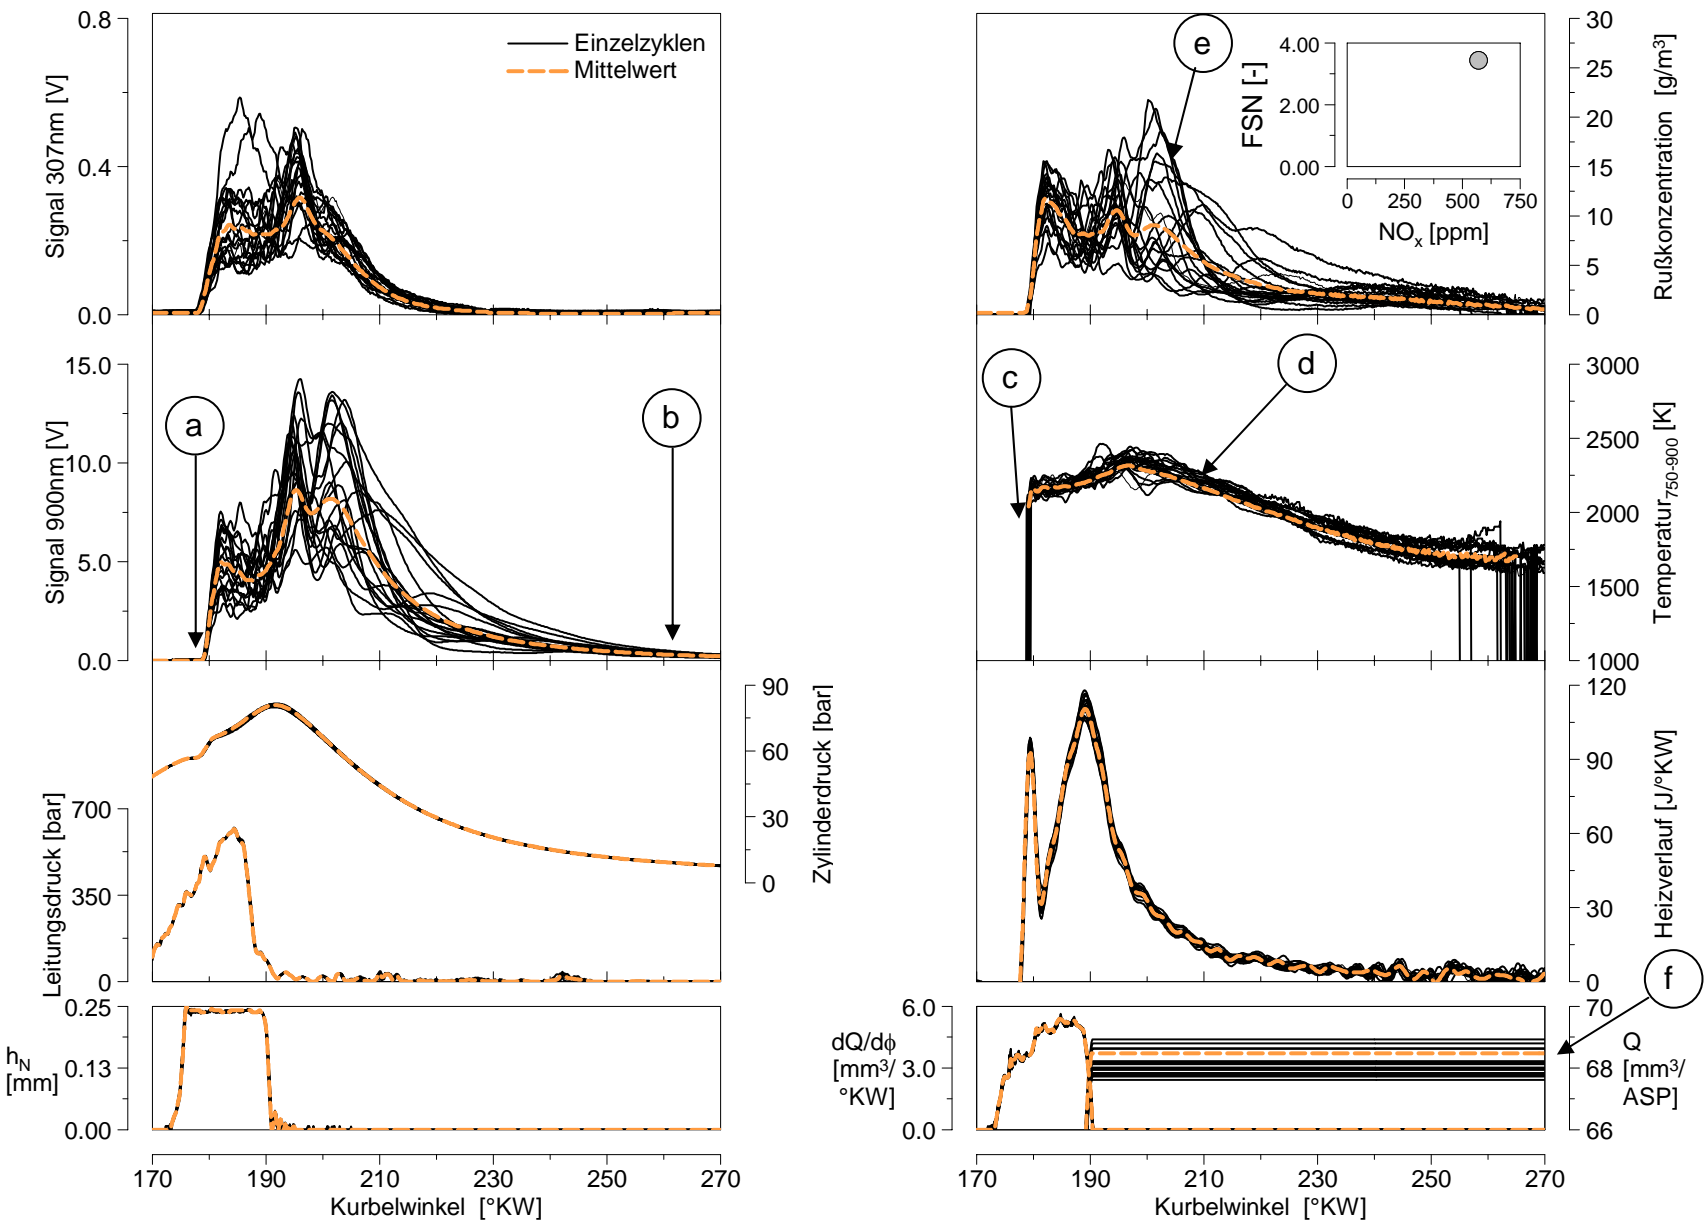 Einzelzyklen
Mittelwert
Signal 307nm [V]
0.8
0.4
0.0
e
FSN [-]
4.00
2.00
0.00
0 250 500 750
NOx [ppm]
30
25
20
15
10
5
0
Rußkonzentration [g/m³]
Signal 900nm [V]
15.0
10.0
5.0
0.0
a
b
c
d
3000
2500
2000
1500
1000
Temperatur750-900 [K]
90
60
30
0
Zylinderdruck [bar]
Leitungsdruck [bar]
700
350
0
120
90
60
30
0
Heizverlauf [J/°KW]
f
hN
[mm]
0.25
0.13
0.00
170 190 210 230 250 270
Kurbelwinkel [°KW]
dQ/dϕ
[mm³/
°KW]
6.0
3.0
0.0
70
68
66
Q
[mm³/
ASP]
170 190 210 230 250 270
Kurbelwinkel [°KW]